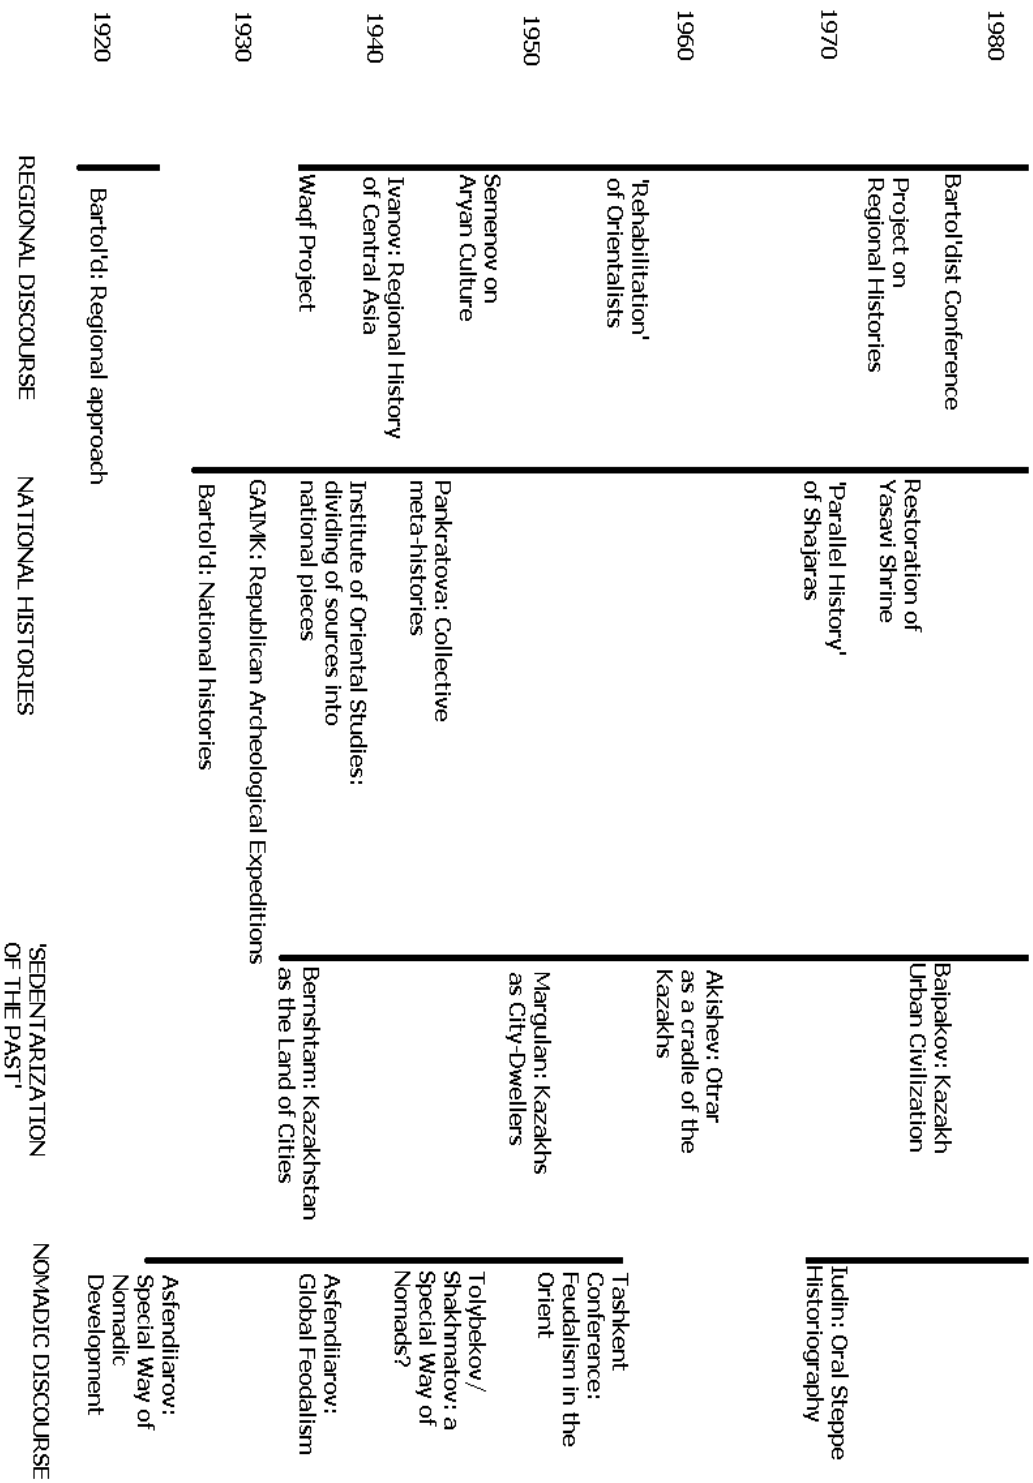 1980
1970
1960
1950
1940
1930
1920
Bartol'dist Conference
Project on
Regional Histories
'Rehabilitation'
of Orientalists
Semenov on
Aryan Culture
Ivanov: Regional History
of Central Asia
Waqf Project
Bartol'd: Regional approach
REGIONAL DISCOURSE
Restoration of
Yasavi Shrine
'Parallel History'
of Shajaras
Pankratova: Collective
meta-histories
Institute of Oriental Studies:
dividing of sources into
national pieces
GAIMK: Republican Archeological Expeditions
Bartol'd: National histories
NATIONAL HISTORIES
Baipakov: Kazakh
Urban Civilization
Akishev: Otrar
as a cradle of the
Kazakhs
Margulan: Kazakhs
as City-Dwellers
Bernshtam: Kazakhstan
as the Land of Cities
'SEDENTARIZATION
OF THE PAST'
Iudin: Oral Steppe
Historiography
Tashkent
Conference:
Feudalism in the
Orient
Tolybekov/
Shakhmatov: a
Special Way of
Nomads?
Asfendiiarov:
Global Feodalism
Asfendiiarov:
Special Way of
Nomadic
Development
NOMADIC DISCOURSE